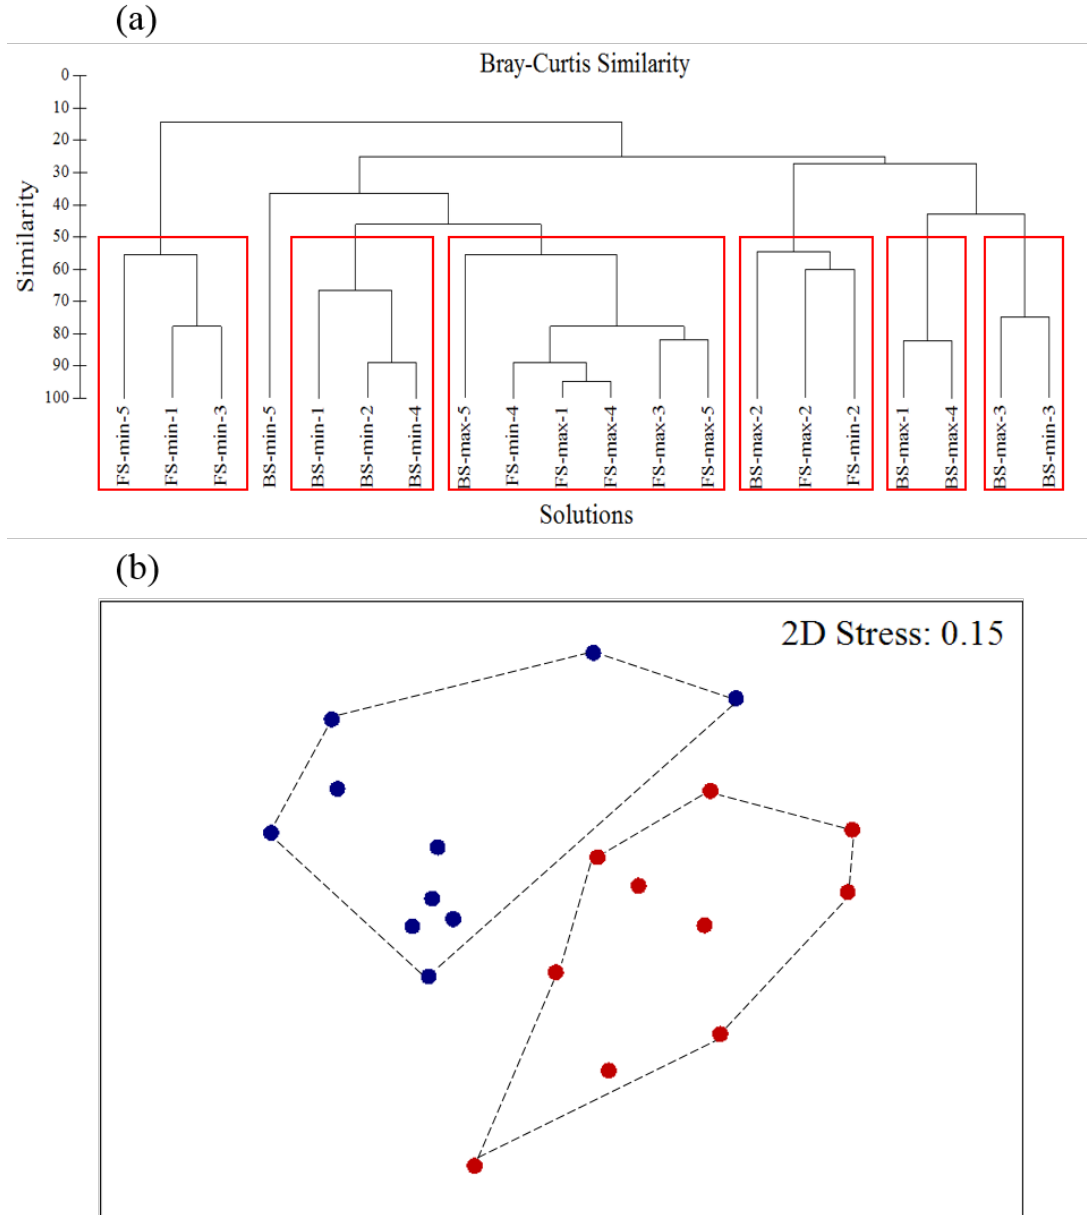 (a)
Bray-Curtis Similarity
Similarity
0
10
20
30
40
50
60
70
80
90
100
FS-min-5
FS-min-1
FS-min-3
BS-min-5
BS-min-1
BS-min-2
BS-min-4
BS-max-5
FS-min-4
FS-max-1
FS-max-4
FS-max-3
FS-max-5
BS-max-2
FS-max-2
FS-min-2
BS-max-1
BS-max-4
BS-max-3
BS-min-3
Solutions
(b)
2D Stress: 0.15